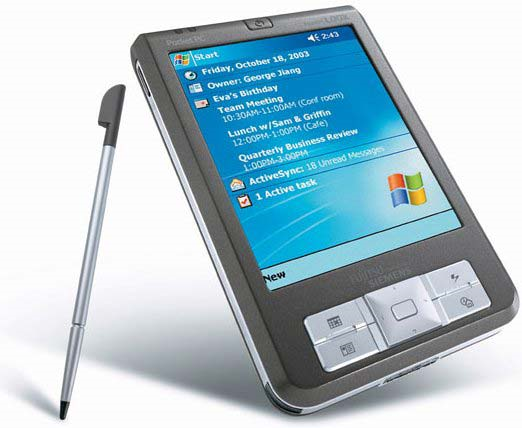 Pocket PC
Pocket LOOX
Start
2:43
Friday, October 18, 2003
Owner: George Jiang
Eva's Birthday
Team Meeting
10:30AM-11:00AM (Conf room)
Lunch w/Sam & Griffin
12:00PM-1:00PM (Cafe)
Quarterly Business Review
1:00PM-3:00PM
ActiveSync: 18 Unread Messages
1 Active task
New
FUJITSU
SIEMENS